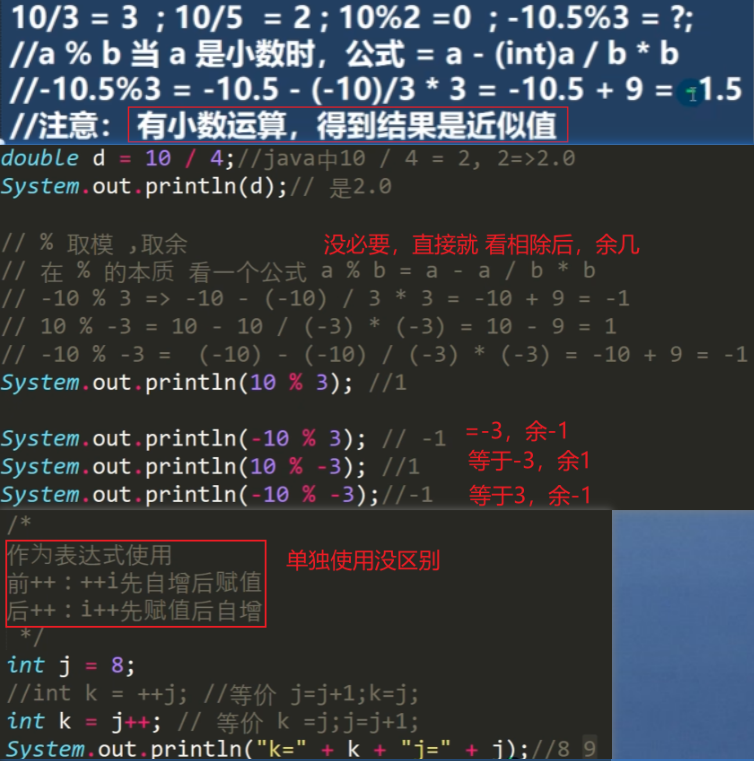 10/3 = 3 ; 10/5 = 2 ; 10%2 =0 ; -10.5%3 = ?;
//a % b 当 a 是小数时，公式 = a - (int)a / b * b
//-10.5%3 = -10.5 - (-10)/3 * 3 = -10.5 + 9 = -1.5
//注意： 有小数运算，得到结果是近似值
double d = 10 / 4;//java中10 / 4 = 2, 2=>2.0
System.out.println(d);// 是2.0
// % 取模 ,取余 没必要，直接就 看相除后，余几
// 在 % 的本质 看一个公式 a % b = a - a / b * b
// -10 % 3 => -10 - (-10) / 3 * 3 = -10 + 9 = -1
// 10 % -3 = 10 - 10 / (-3) * (-3) = 10 - 9 = 1
// -10 % -3 = (-10) - (-10) / (-3) * (-3) = -10 + 9 = -1
System.out.println(10 % 3); //1
System.out.println(-10 % 3); // -1 =-3，余-1
System.out.println(10 % -3); //1 等于-3，余1
System.out.println(-10 % -3);//-1 等于3，余-1
/*
作为表达式使用 单独使用没区别
前++：++i先自增后赋值
后++：i++先赋值后自增
*/
int j = 8;
//int k = ++j; //等价 j=j+1;k=j;
int k = j++; // 等价 k =j;j=j+1;
System.out.println("k=" + k + "j=" + j);//8 9